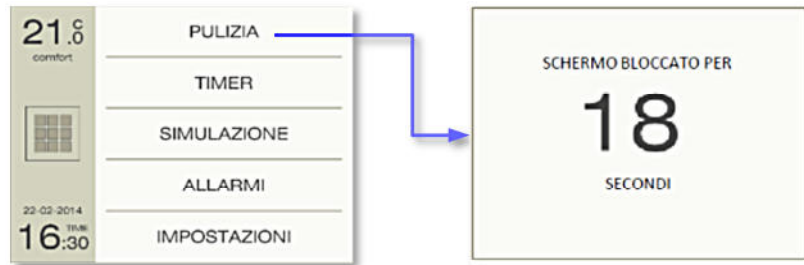 21.0 C
comfort
22-02-2014
16:30 TIME
PULIZIA
TIMER
SIMULAZIONE
ALLARMI
IMPOSTAZIONI
SCHERMO BLOCCATO PER
18
SECONDI